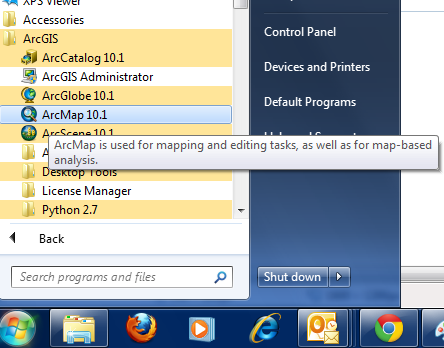 XPS Viewer
Accessories
ArcGIS
ArcCatalog 10.1
ArcGIS Administrator
ArcGlobe 10.1
ArcMap 10.1
ArcScene 10.1
ArcMap is used for mapping and editing tasks, as well as for map-based
analysis.
Desktop Tools
License Manager
Python 2.7
Back
Search programs and files
Control Panel
Devices and Printers
Default Programs
Shut down